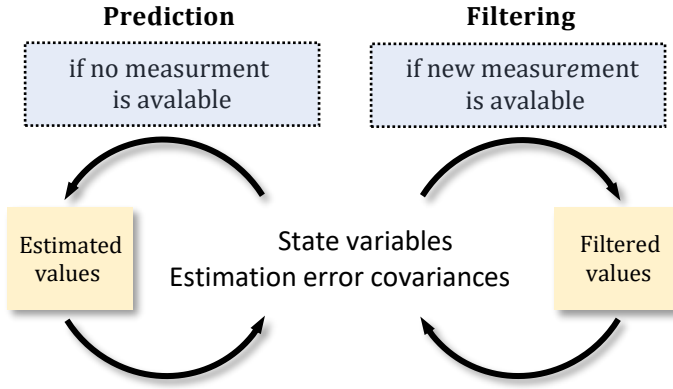 Prediction
if no measurment
is avalable
Filtering
if new measurement
is available
Estimated
values
State variables
Estimation error covariances
Filtered
values